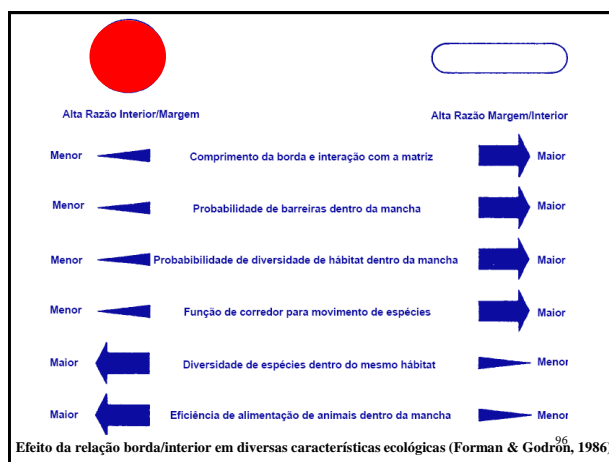 Alta Razão Interior/Margem Alta Razão Margem/Interior
Menor Comprimento da borda e interação com a matriz Maior
Menor Probabilidade de barreiras dentro da mancha Maior
Menor Probabibilidade de diversidade de hábitat dentro da mancha Maior
Menor Função de corredor para movimento de espécies Maior
Maior Diversidade de espécies dentro do mesmo hábitat Menor
Maior Eficiência de alimentação de animais dentro da mancha Menor
96
Efeito da relação borda/interior em diversas características ecológicas (Forman & Godron, 1986)